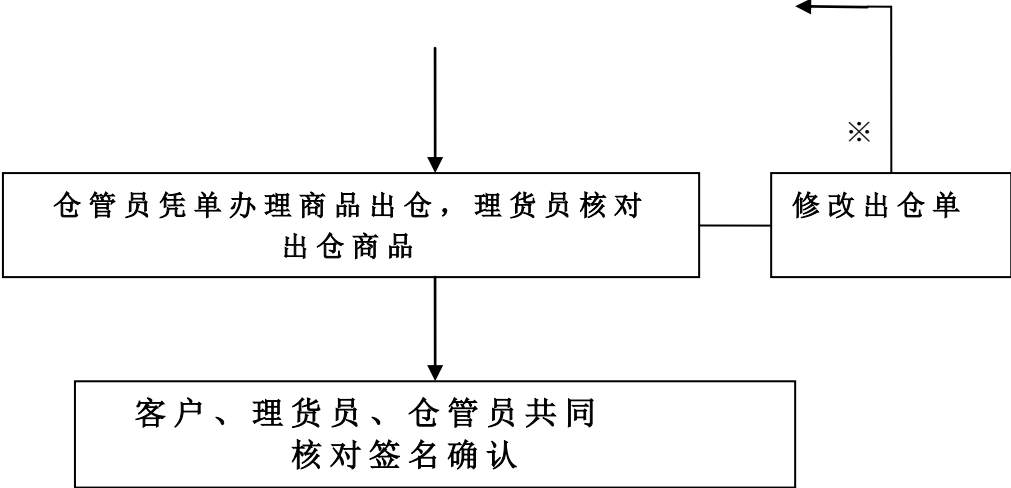 ※
仓管员凭单办理商品出仓，理货员核对
出仓商品
修改出仓单
客户、理货员、仓管员共同
核对签名确认